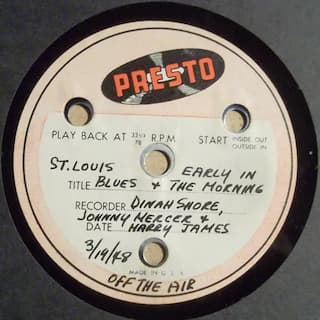 PRESTO
PLAY BACK AT 33 1/3 78 R.P.M. START INSIDE OUT OUTSIDE IN
ST. LOUIS EARLY IN
TITLE BLUES & THE MORNING
RECORDER DINAH SHORE,
JOHNNY MERCER &
DATE HARRY JAMES
3/19/48
MADE IN U.S.A.
OFF THE AIR